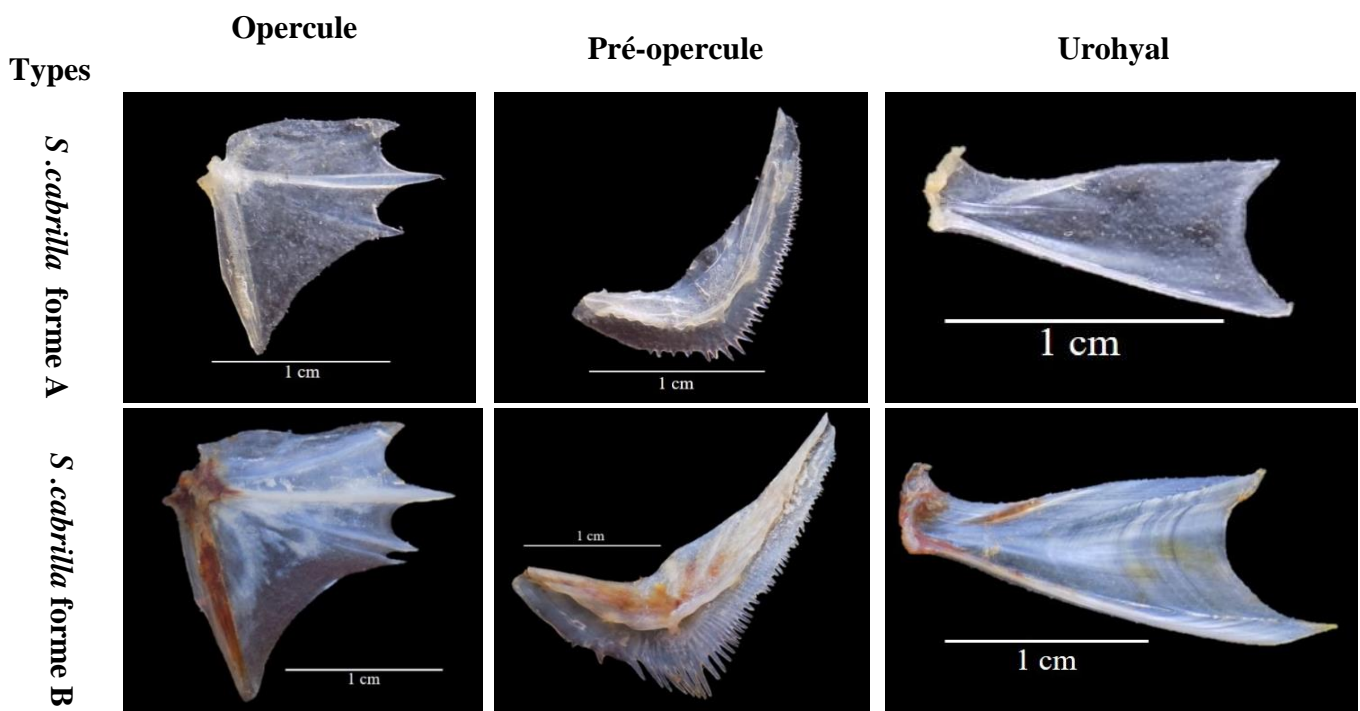 Opercule
Pré-opercule
Urohyal
Types
S .cabrilla forme A
1 cm
1 cm
1 cm
S .cabrilla forme B
1 cm
1 cm
1 cm